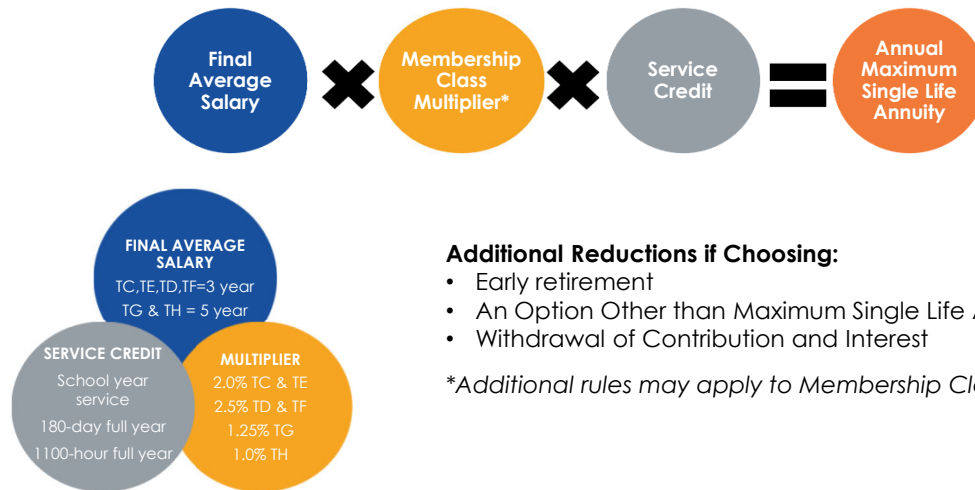 Final
Average
Salary
Membership
Class
Multiplier*
Service
Credit
Annual
Maximum
Single Life
Annuity
FINAL AVERAGE
SALARY
TC,TE,TD,TF=3 year
TG & TH = 5 year
SERVICE CREDIT
School year
service
180-day full year
1100-hour full year
MULTIPLIER
2.0% TC & TE
2.5% TD & TF
1.25% TG
1.0% TH
Additional Reductions if Choosing:
• Early retirement
• An Option Other than Maximum Single Life
• Withdrawal of Contribution and Interest
*Additional rules may apply to Membership